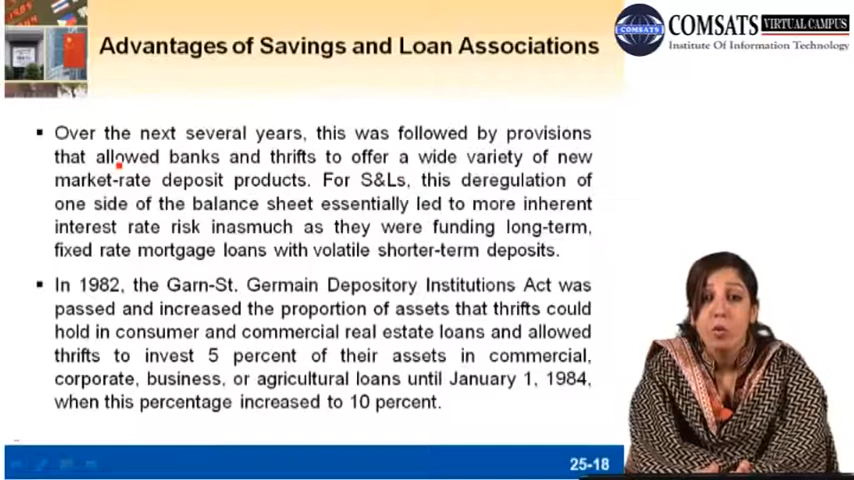 Advantages of Savings and Loan Associations
COMSATS VIRTUAL CAMPUS
Institute Of Information Technology
COMSATS
▪ Over the next several years, this was followed by provisions
that allowed banks and thrifts to offer a wide variety of new
market-rate deposit products. For S&Ls, this deregulation of
one side of the balance sheet essentially led to more inherent
interest rate risk inasmuch as they were funding long-term,
fixed rate mortgage loans with volatile shorter-term deposits.
▪ In 1982, the Garn-St. Germain Depository Institutions Act was
passed and increased the proportion of assets that thrifts could
hold in consumer and commercial real estate loans and allowed
thrifts to invest 5 percent of their assets in commercial,
corporate, business, or agricultural loans until January 1, 1984,
when this percentage increased to 10 percent.
25-18